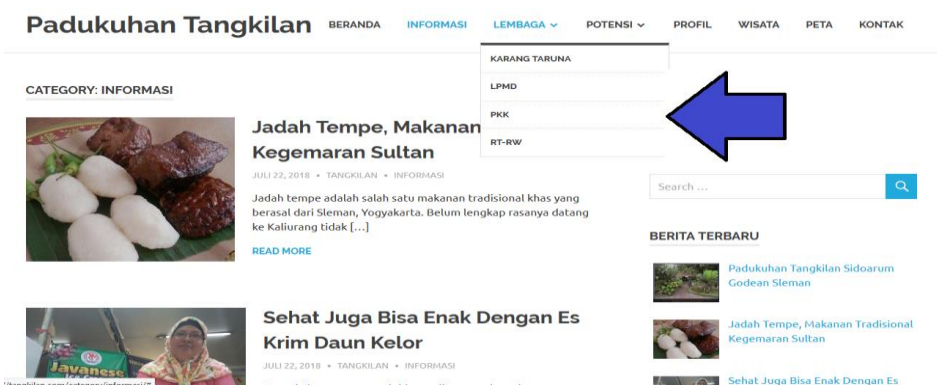 Padukuhan Tangkilan
BERANDA INFORMASI LEMBAGA POTENSI PROFIL WISATA PETA KONTAK
KARANG TARUNA
LPMD
PKK
RT-RW
CATEGORY: INFORMASI
Jadah Tempe, Makanan
Kegemaran Sultan
JULI 22, 2018 • TANGKILAN • INFORMASI
Jadah tempe adalah salah satu makanan tradisional khas yang
berasal dari Sleman, Yogyakarta. Belum lengkap rasanya datang
ke Kaliurang tidak […]
READ MORE
Sehat Juga Bisa Enak Dengan Es
Krim Daun Kelor
JULI 22, 2018 • TANGKILAN • INFORMASI
Javanese
Search …
BERITA TERBARU
Padukuhan Tangkilan Sidoarum
Godean Sleman
Jadah Tempe, Makanan Tradisional
Kegemaran Sultan
Sehat Juga Bisa Enak Dengan Es